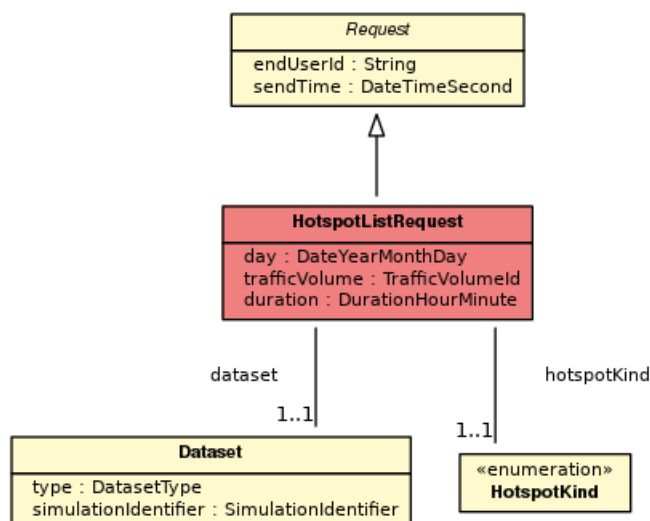 Request
endUserId : String
sendTime : DateTimeSecond
HotspotListRequest
day : DateYearMonthDay
trafficVolume : TrafficVolumeId
duration : DurationHourMinute
dataset
hotspotKind
1..1
1..1
Dataset
type : DatasetType
simulationIdentifier : SimulationIdentifier
«enumeration»
HotspotKind